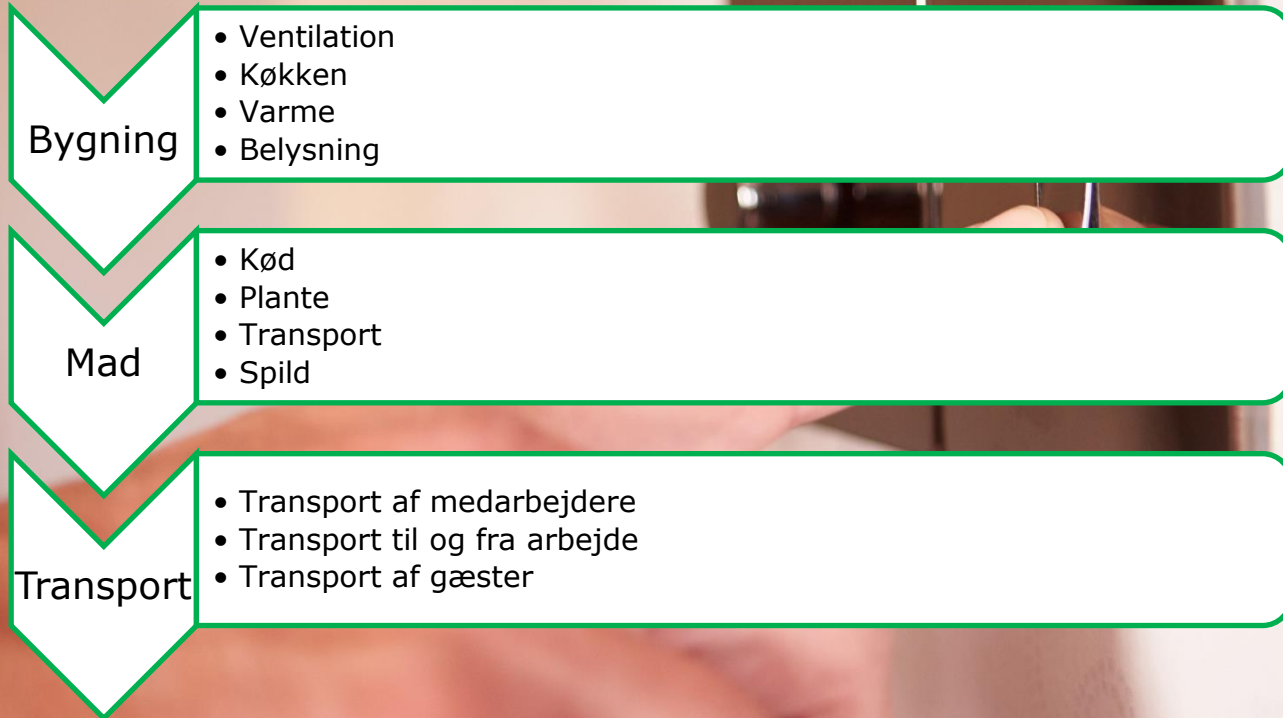 Bygning
• Ventilation
• Køkken
• Varme
• Belysning
Mad
• Kød
• Plante
• Transport
• Spild
Transport
• Transport af medarbejdere
• Transport til og fra arbejde
• Transport af gæster